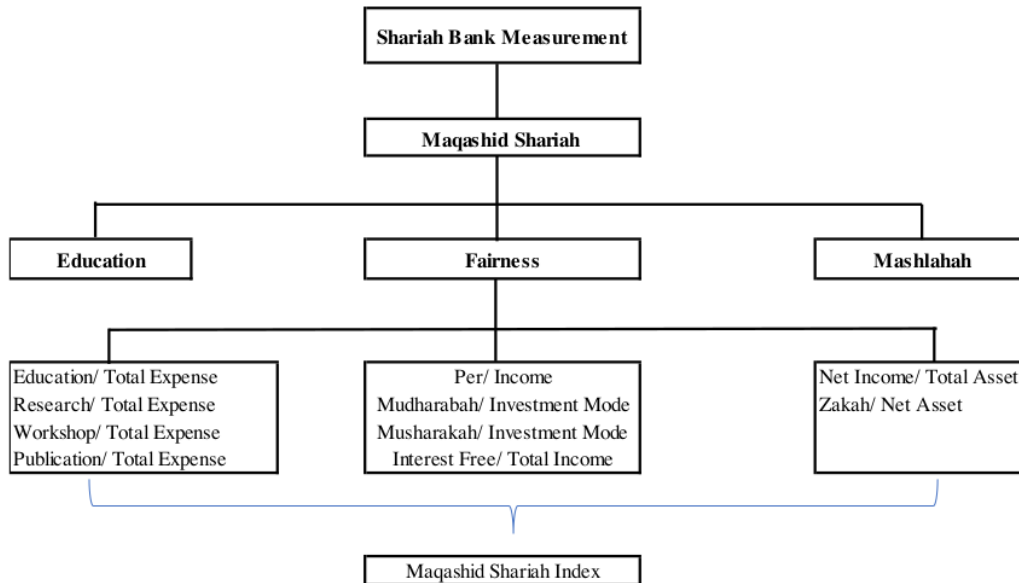 Shariah Bank Measurement
Maqashid Shariah
Education
Fairness
Mashlahah
Education/ Total Expense
Research/ Total Expense
Workshop/ Total Expense
Publication/ Total Expense
Per/ Income
Mudharabah/ Investment Mode
Musharakah/ Investment Mode
Interest Free/ Total Income
Net Income/ Total Asset
Zakah/ Net Asset
Maqashid Shariah Index